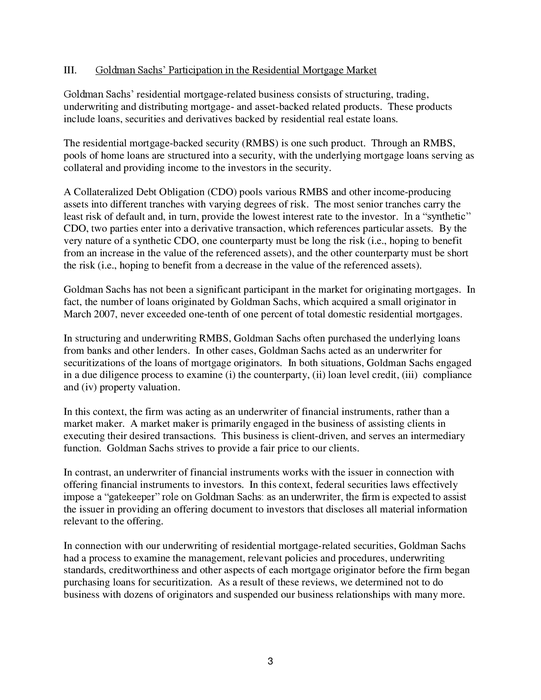 III. Goldman Sachs' Participation in the Residential Mortgage Market
Goldman Sachs' residential mortgage-related business consists of structuring, trading,
underwriting and distributing mortgage- and asset-backed related products. These products
include loans, securities and derivatives backed by residential real estate loans.
The residential mortgage-backed security (RMBS) is one such product. Through an RMBS,
pools of home loans are structured into a security, with the underlying mortgage loans serving as
collateral and providing income to the investors in the security.
A Collateralized Debt Obligation (CDO) pools various RMBS and other income-producing
assets into different tranches with varying degrees of risk. The most senior tranches carry the
least risk of default and, in turn, provide the lowest interest rate to the investor. In a "synthetic"
CDO, two parties enter into a derivative transaction, which references particular assets. By the
very nature of a synthetic CDO, one counterparty must be long the risk (i.e., hoping to benefit
from an increase in the value of the referenced assets), and the other counterparty must be short
the risk (i.e., hoping to benefit from a decrease in the value of the referenced assets).
Goldman Sachs has not been a significant participant in the market for originating mortgages. In
fact, the number of loans originated by Goldman Sachs, which acquired a small originator in
March 2007, never exceeded one-tenth of one percent of total domestic residential mortgages.
In structuring and underwriting RMBS, Goldman Sachs often purchased the underlying loans
from banks and other lenders. In other cases, Goldman Sachs acted as an underwriter for
securitizations of the loans of mortgage originators. In both situations, Goldman Sachs engaged
in a due diligence process to examine (i) the counterparty, (ii) loan level credit, (iii) compliance
and (iv) property valuation.
In this context, the firm was acting as an underwriter of financial instruments, rather than a
market maker. A market maker is primarily engaged in the business of assisting clients in
executing their desired transactions. This business is client-driven, and serves an intermediary
function. Goldman Sachs strives to provide a fair price to our clients.
In contrast, an underwriter of financial instruments works with the issuer in connection with
offering financial instruments to investors. In this context, federal securities laws effectively
impose a "gatekeeper" role on Goldman Sachs: as an underwriter, the firm is expected to assist
the issuer in providing an offering document to investors that discloses all material information
relevant to the offering.
In connection with our underwriting of residential mortgage-related securities, Goldman Sachs
had a process to examine the management, relevant policies and procedures, underwriting
standards, creditworthiness and other aspects of each mortgage originator before the firm began
purchasing loans for securitization. As a result of these reviews, we determined not to do
business with dozens of originators and suspended our business relationships with many more.
3